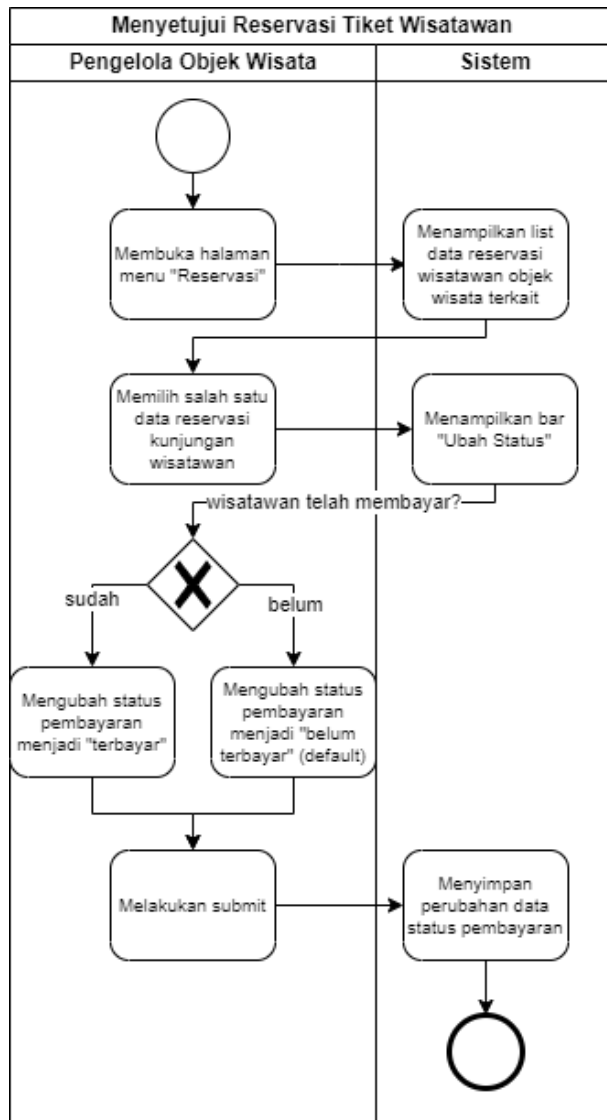 Menyetujui Reservasi Tiket Wisatawan
Pengelola Objek Wisata
Sistem
Membuka halaman
menu "Reservasi"
Menampilkan list
data reservasi
wisatawan objek
wisata terkait
Memilih salah satu
data reservasi
kunjungan
wisatawan
Menampilkan bar
"Ubah Status"
wisatawan telah membayar?
sudah
belum
Mengubah status
pembayaran
menjadi "terbayar"
Mengubah status
pembayaran
menjadi "belum
terbayar" (default)
Melakukan submit
Menyimpan
perubahan data
status pembayaran